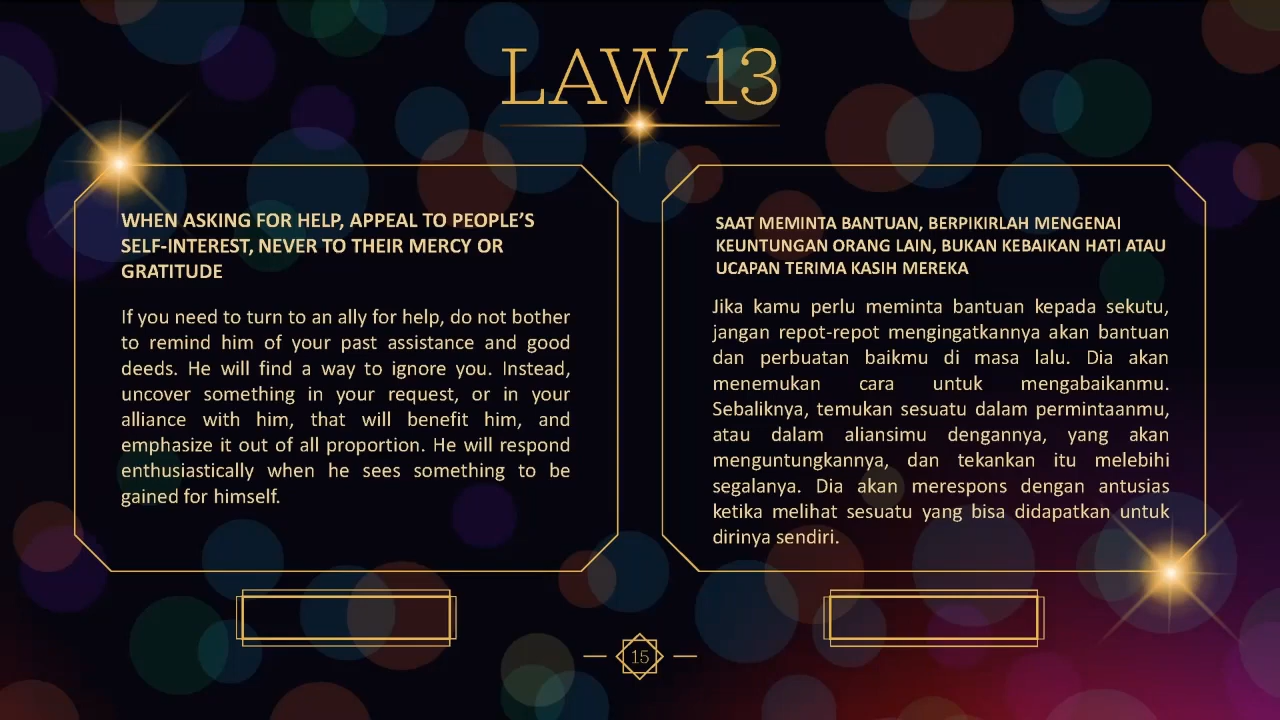 LAW 13
WHEN ASKING FOR HELP, APPEAL TO PEOPLE'S
SELF-INTEREST, NEVER TO THEIR MERCY OR
GRATITUDE
If you need to turn to an ally for help, do not bother
to remind him of your past assistance and good
deeds. He will find a way to ignore you. Instead,
uncover something in your request, or in your
alliance with him, that will benefit him, and
emphasize it out of all proportion. He will respond
enthusiastically when he sees something to be
gained for himself.
SAAT MEMINTA BANTUAN, BERPIKIRLAH MENGENAI
KEUNTUNGAN ORANG LAIN, BUKAN KEBAIKAN HATI ATAU
UCAPAN TERIMA KASIH MEREKA
Jika kamu perlu meminta bantuan kepada sekutu,
jangan repot-repot mengingatkannya akan bantuan
dan perbuatan baikmu di masa lalu. Dia akan
menemukan cara untuk mengabaikanmu.
Sebaliknya, temukan sesuatu dalam permintaanmu,
atau dalam aliansimu dengannya, yang akan
menguntungkannya, dan tekankan itu melebihi
segalanya. Dia akan merespons dengan antusias
ketika melihat sesuatu yang bisa didapatkan untuk
dirinya sendiri.
15